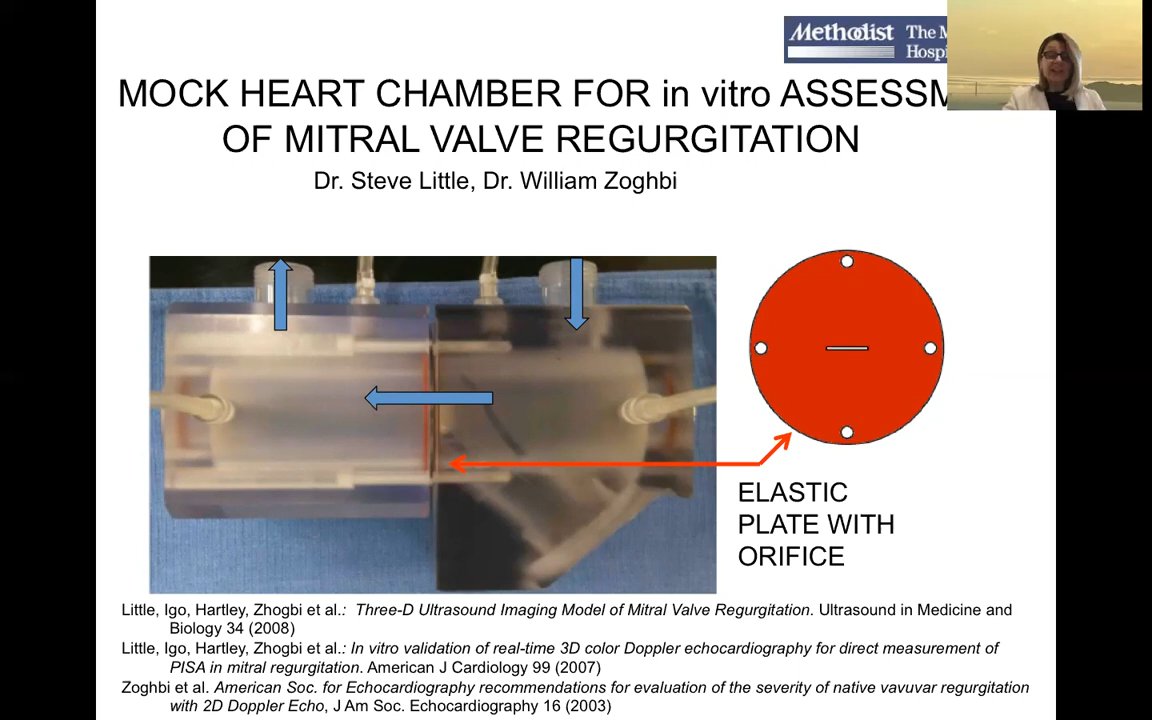 Methodist The M
Hospi
MOCK HEART CHAMBER FOR in vitro ASSESSM
OF MITRAL VALVE REGURGITATION
Dr. Steve Little, Dr. William Zoghbi
ELASTIC
PLATE WITH
ORIFICE
Little, Igo, Hartley, Zhogbi et al.: Three-D Ultrasound Imaging Model of Mitral Valve Regurgitation. Ultrasound in Medicine and
Biology 34 (2008)
Little, Igo, Hartley, Zhogbi et al.: In vitro validation of real-time 3D color Doppler echocardiography for direct measurement of
PISA in mitral regurgitation. American J Cardiology 99 (2007)
Zoghbi et al. American Soc. for Echocardiography recommendations for evaluation of the severity of native vavuvar regurgitation
with 2D Doppler Echo, J Am Soc. Echocardiography 16 (2003)